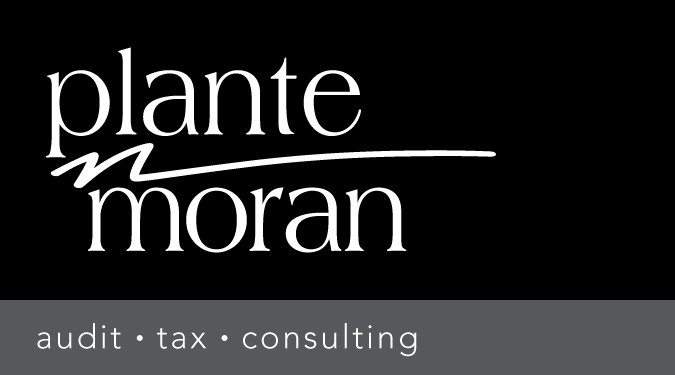 plante
moran
audit • tax • consulting